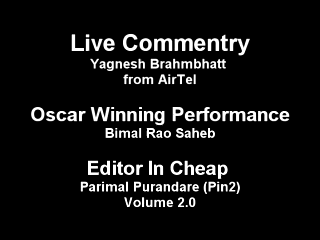 Live Commentry
Yagnesh Brahmbhatt
from AirTel
Oscar Winning Performance
Bimal Rao Saheb
Editor In Cheap
Parimal Purandare (Pin2)
Volume 2.0